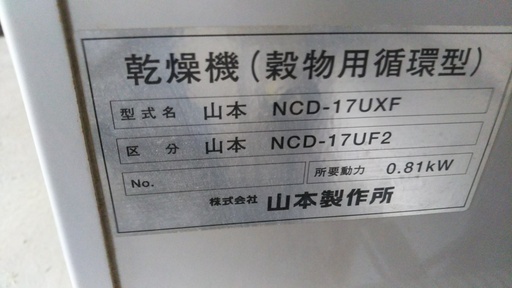 乾燥機(穀物用循環型)
型式名 山本 NCD-17UXF
区分 山本 NCD-17UF2
No. 所要動力 0.81kW
株式会社 山本製作所